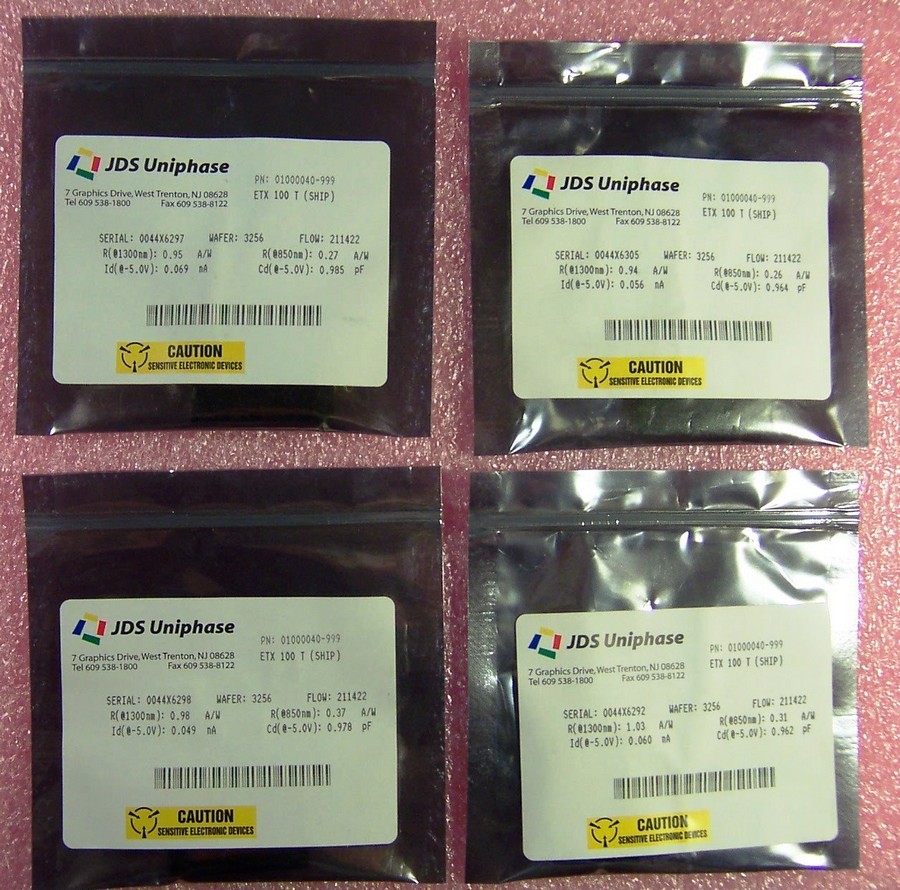 JDS Uniphase
7 Graphics Drive, West Trenton, NJ 08628
Tel 609 538-1800 Fax 609 538-8122
PN: 01000040-999
ETX 100 T (SHIP)
SERIAL: 0044X6297 WAFER: 3256 FLOW: 211422
R(@1300nm): 0.95 A/W R(@850nm): 0.27 A/W
Id(@-5.0V): 0.069 nA Cd(@-5.0V): 0.985 pF
CAUTION
SENSITIVE ELECTRONIC DEVICES
JDS Uniphase
7 Graphics Drive, West Trenton, NJ 08628
Tel 609 538-1800 Fax 609 538-8122
PN: 01000040-999
ETX 100 T (SHIP)
SERIAL: 0044X6305 WAFER: 3256 FLOW: 211422
R(@1300nm): 0.94 A/W R(@850nm): 0.26 A/W
Id(@-5.0V): 0.056 nA Cd(@-5.0V): 0.964 pF
CAUTION
SENSITIVE ELECTRONIC DEVICES
JDS Uniphase
7 Graphics Drive, West Trenton, NJ 08628
Tel 609 538-1800 Fax 609 538-8122
PN: 01000040-999
ETX 100 T (SHIP)
SERIAL: 0044X6298 WAFER: 3256 FLOW: 211422
R(@1300nm): 0.98 A/W R(@850nm): 0.37 A/W
Id(@-5.0V): 0.049 nA Cd(@-5.0V): 0.978 pF
CAUTION
SENSITIVE ELECTRONIC DEVICES
JDS Uniphase
7 Graphics Drive, West Trenton, NJ 08628
Tel 609 538-1800 Fax 609 538-8122
PN: 01000040-999
ETX 100 T (SHIP)
SERIAL: 0044X6292 WAFER: 3256 FLOW: 211422
R(@1300nm): 1.03 A/W R(@850nm): 0.31 A/W
Id(@-5.0V): 0.060 nA Cd(@-5.0V): 0.962 pF
CAUTION
SENSITIVE ELECTRONIC DEVICES